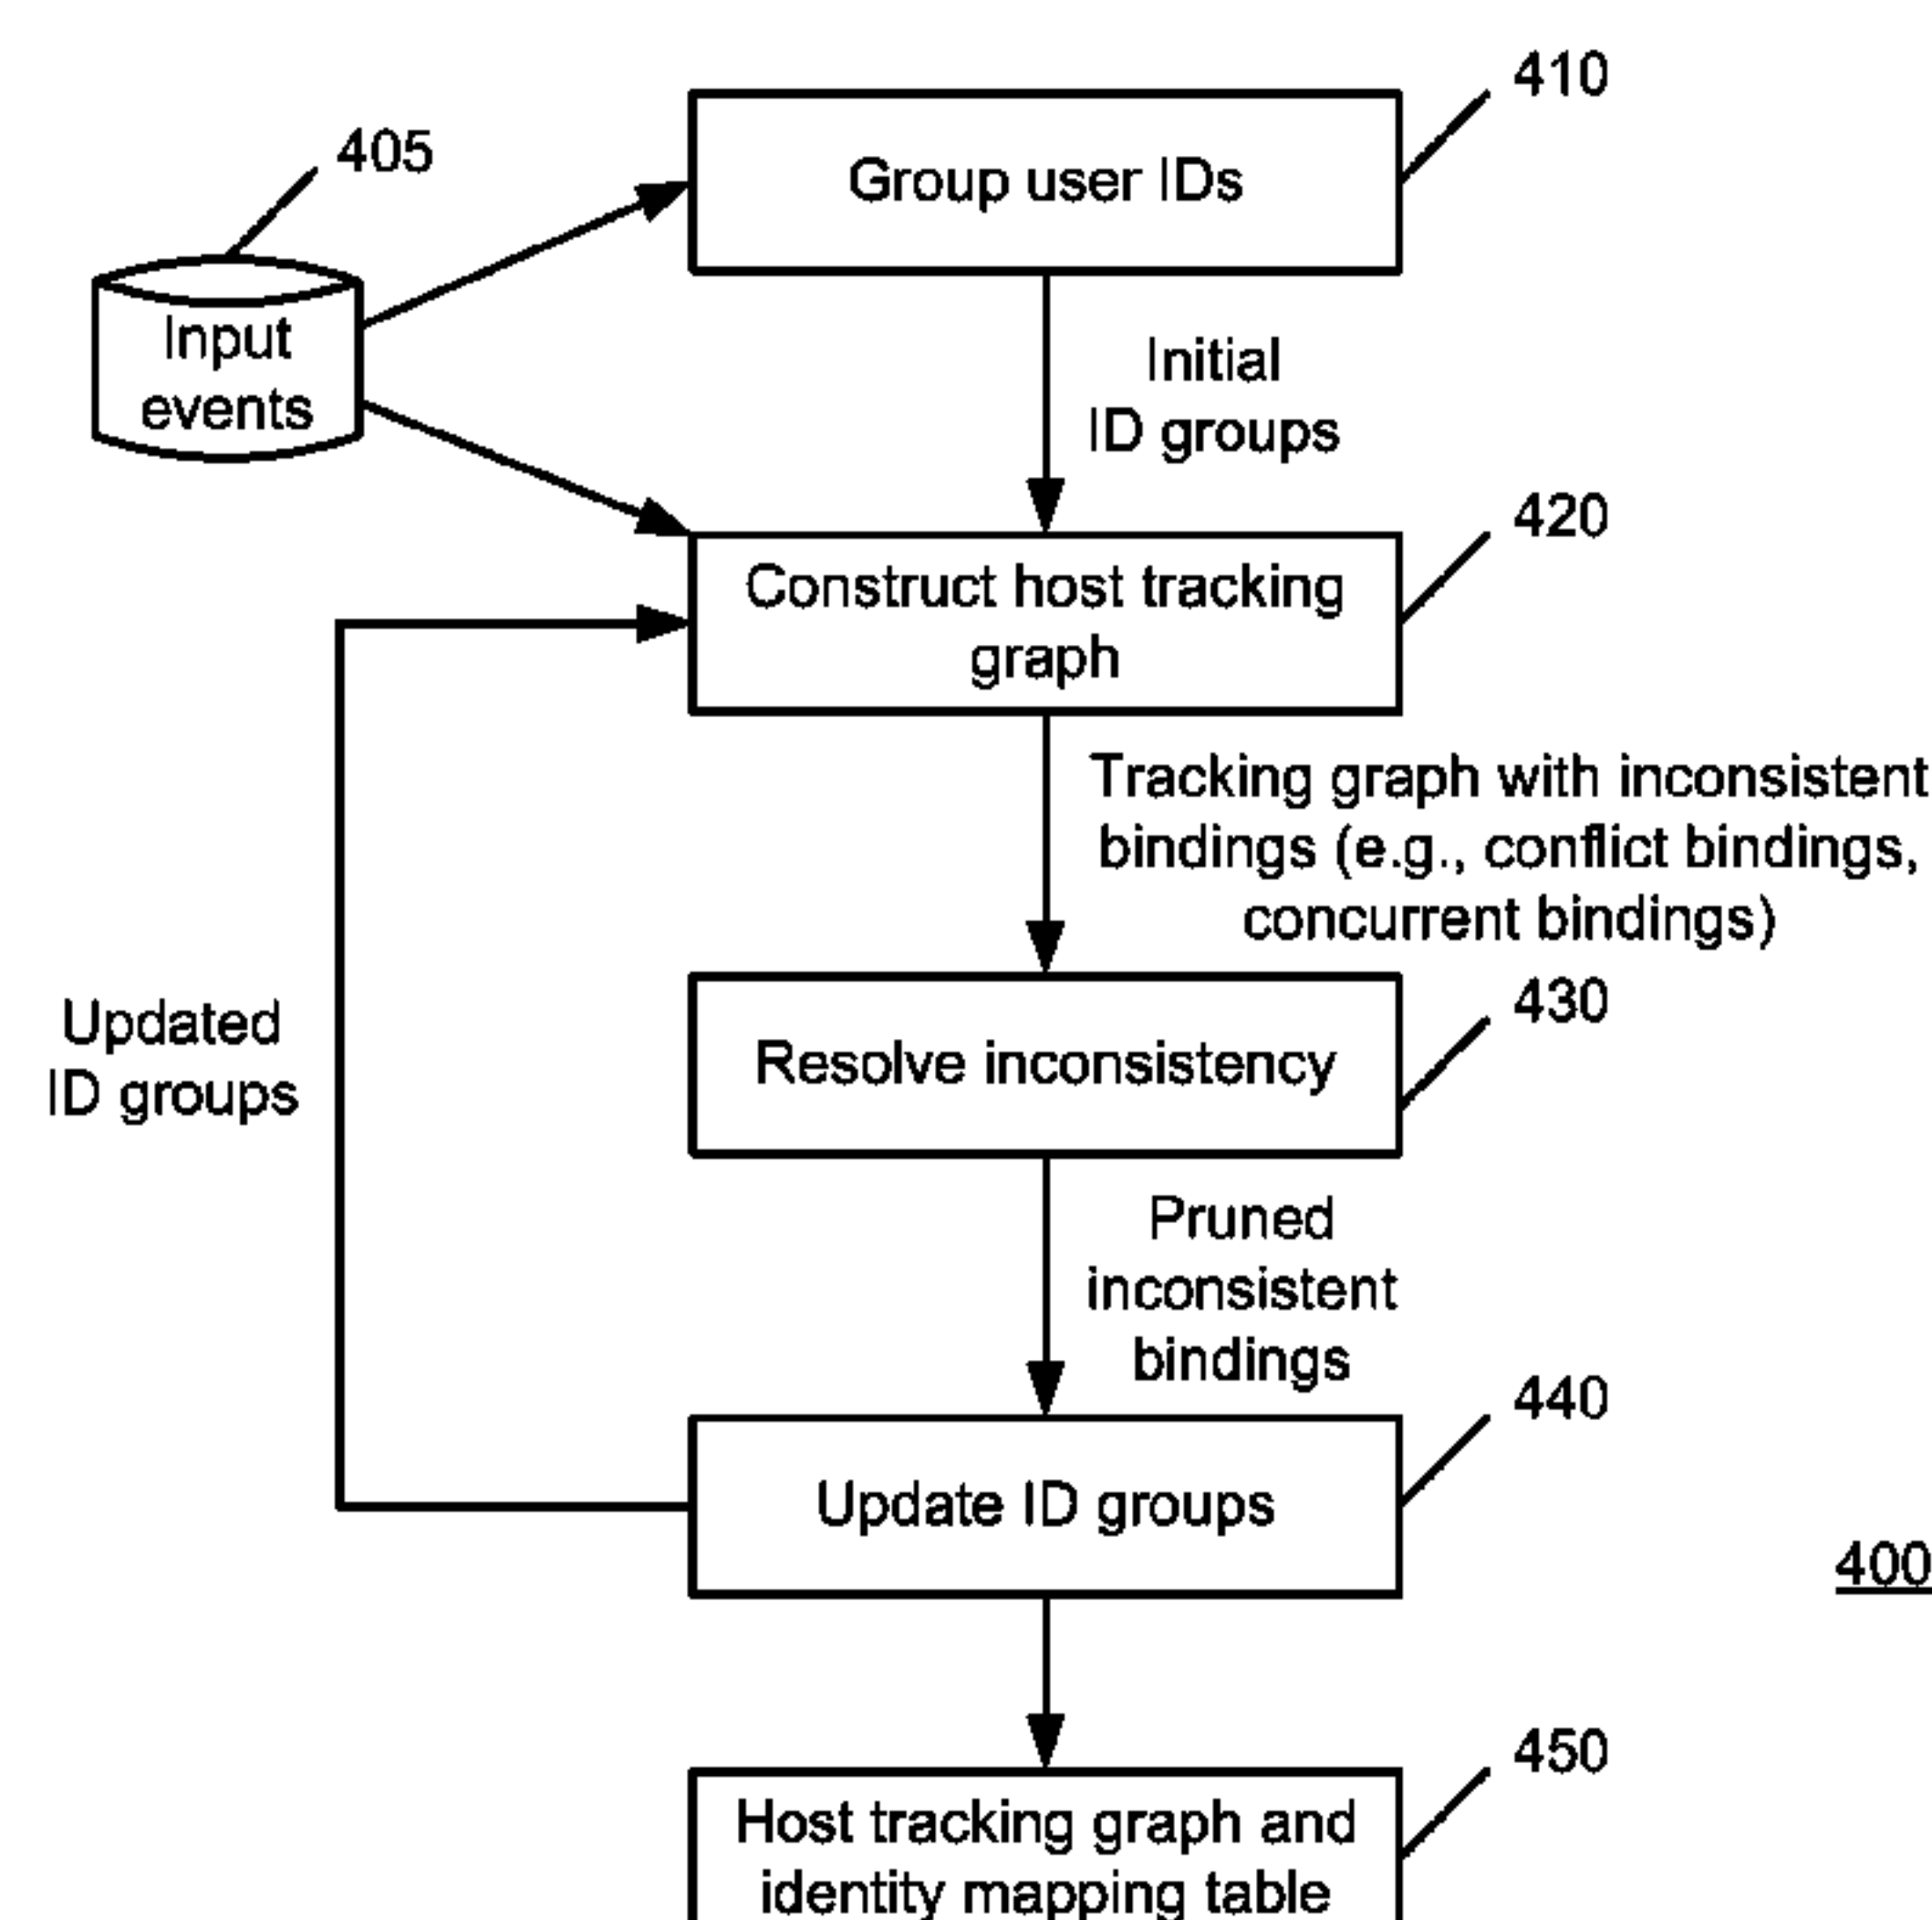 410
405
Group user IDs
Input
events
Initial
ID groups
420
Construct host tracking
graph
Tracking graph with inconsistent
bindings (e.g., conflict bindings,
concurrent bindings)
430
Updated
ID groups
Resolve inconsistency
Pruned
inconsistent
bindings
440
Update ID groups
400
450
Host tracking graph and
identity mapping table